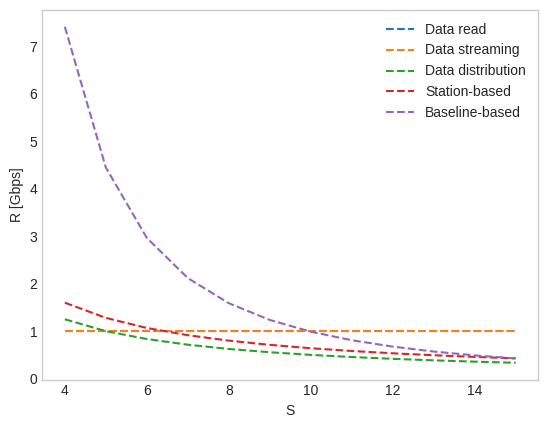 Data read
Data streaming
Data distribution
Station-based
Baseline-based
R [Gbps]
7
6
5
4
3
2
1
0
4 6 8 10 12 14
S